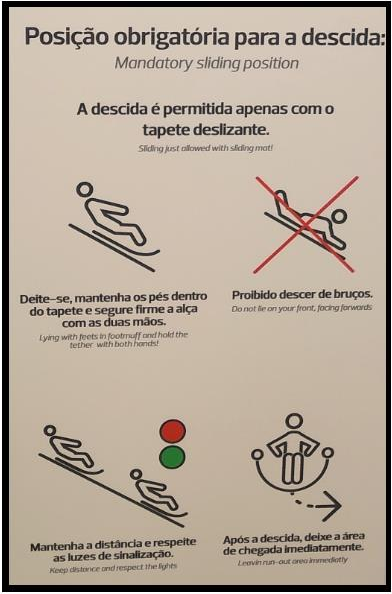 Posição obrigatória para a descida:
Mandatory sliding position
A descida é permitida apenas com o
tapete deslizante.
Sliding just allowed with sliding mat!
Deite-se, mantenha os pés dentro
do tapete e segure firme a alça
com as duas mãos.
Lying with feets in footmuff and hold the
tether with both hands!
Proibido descer de bruços.
Do not lie on your front, facing forwards
Mantenha a distância e respeite
as luzes de sinalização.
Keep distance and respect the lights
Após a descida, deixe a área
de chegada imediatamente.
Leavin run-out area immediatly